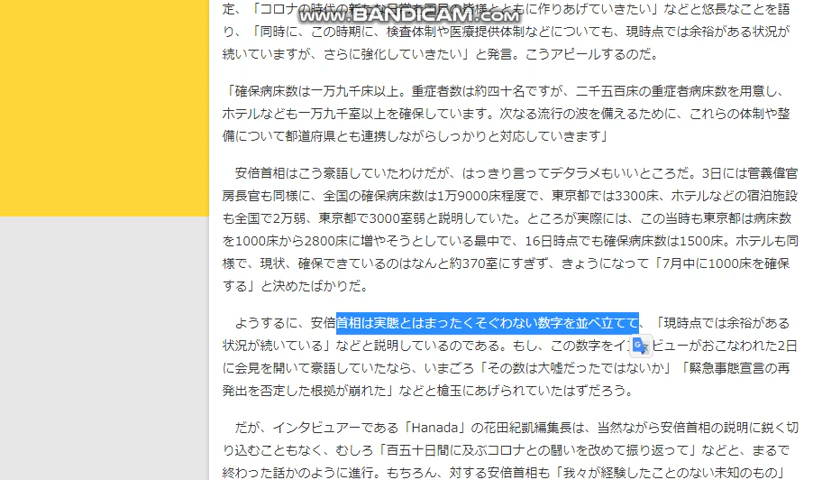 定、「コロナの時代の新たな日常を国民の皆様とともに作りあげていきたい」などと悠長なことを語
www.BANDICAM.com
り、「同時に、この時期に、検査体制や医療提供体制などについても、現時点では余裕がある状況が
続いていますが、さらに強化していきたい」と発言。こうアピールするのだ。
「確保病床数は一万九千床以上。重症者数は約四十名ですが、二千五百床の重症者病床数を用意し、
ホテルなども一万九千室以上を確保しています。次なる流行の波を備えるために、これらの体制や整
備について都道府県とも連携しながらしっかりと対応していきます」
安倍首相はこう豪語していたわけだが、はっきり言ってデタラメもいいところだ。3日には菅義偉官
房長官も同様に、全国の確保病床数は1万9000床程度で、東京都では3300床、ホテルなどの宿泊施設
も全国で2万弱、東京都で3000室弱と説明していた。ところが実際には、この当時も東京都は病床数
を1000床から2800床に増やそうとしている最中で、16日時点でも確保病床数は1500床。ホテルも同
様で、現状、確保できているのはなんと約370室にすぎず、きょうになって「7月中に1000床を確保
する」と決めたばかりだ。
ようするに、安倍首相は実態とはまったくそぐわない数字を並べ立てて、「現時点では余裕がある
状況が続いている」などと説明しているのである。もし、この数字をインタビューがおこなわれた2日
に会見を開いて豪語していたなら、いまごろ「その数は大嘘だったではないか」「緊急事態宣言の再
発出を否定した根拠が崩れた」などと槍玉にあげられていたはずだろう。
だが、インタビュアーである「Hanada」の花田紀凱編集長は、当然ながら安倍首相の説明に鋭く切
り込むこともなく、むしろ「百五十日間に及ぶコロナとの闘いを改めて振り返って」などと、まるで
終わった話かのように進行。もちろん、対する安倍首相も「我々が経験したことのない未知のもの」